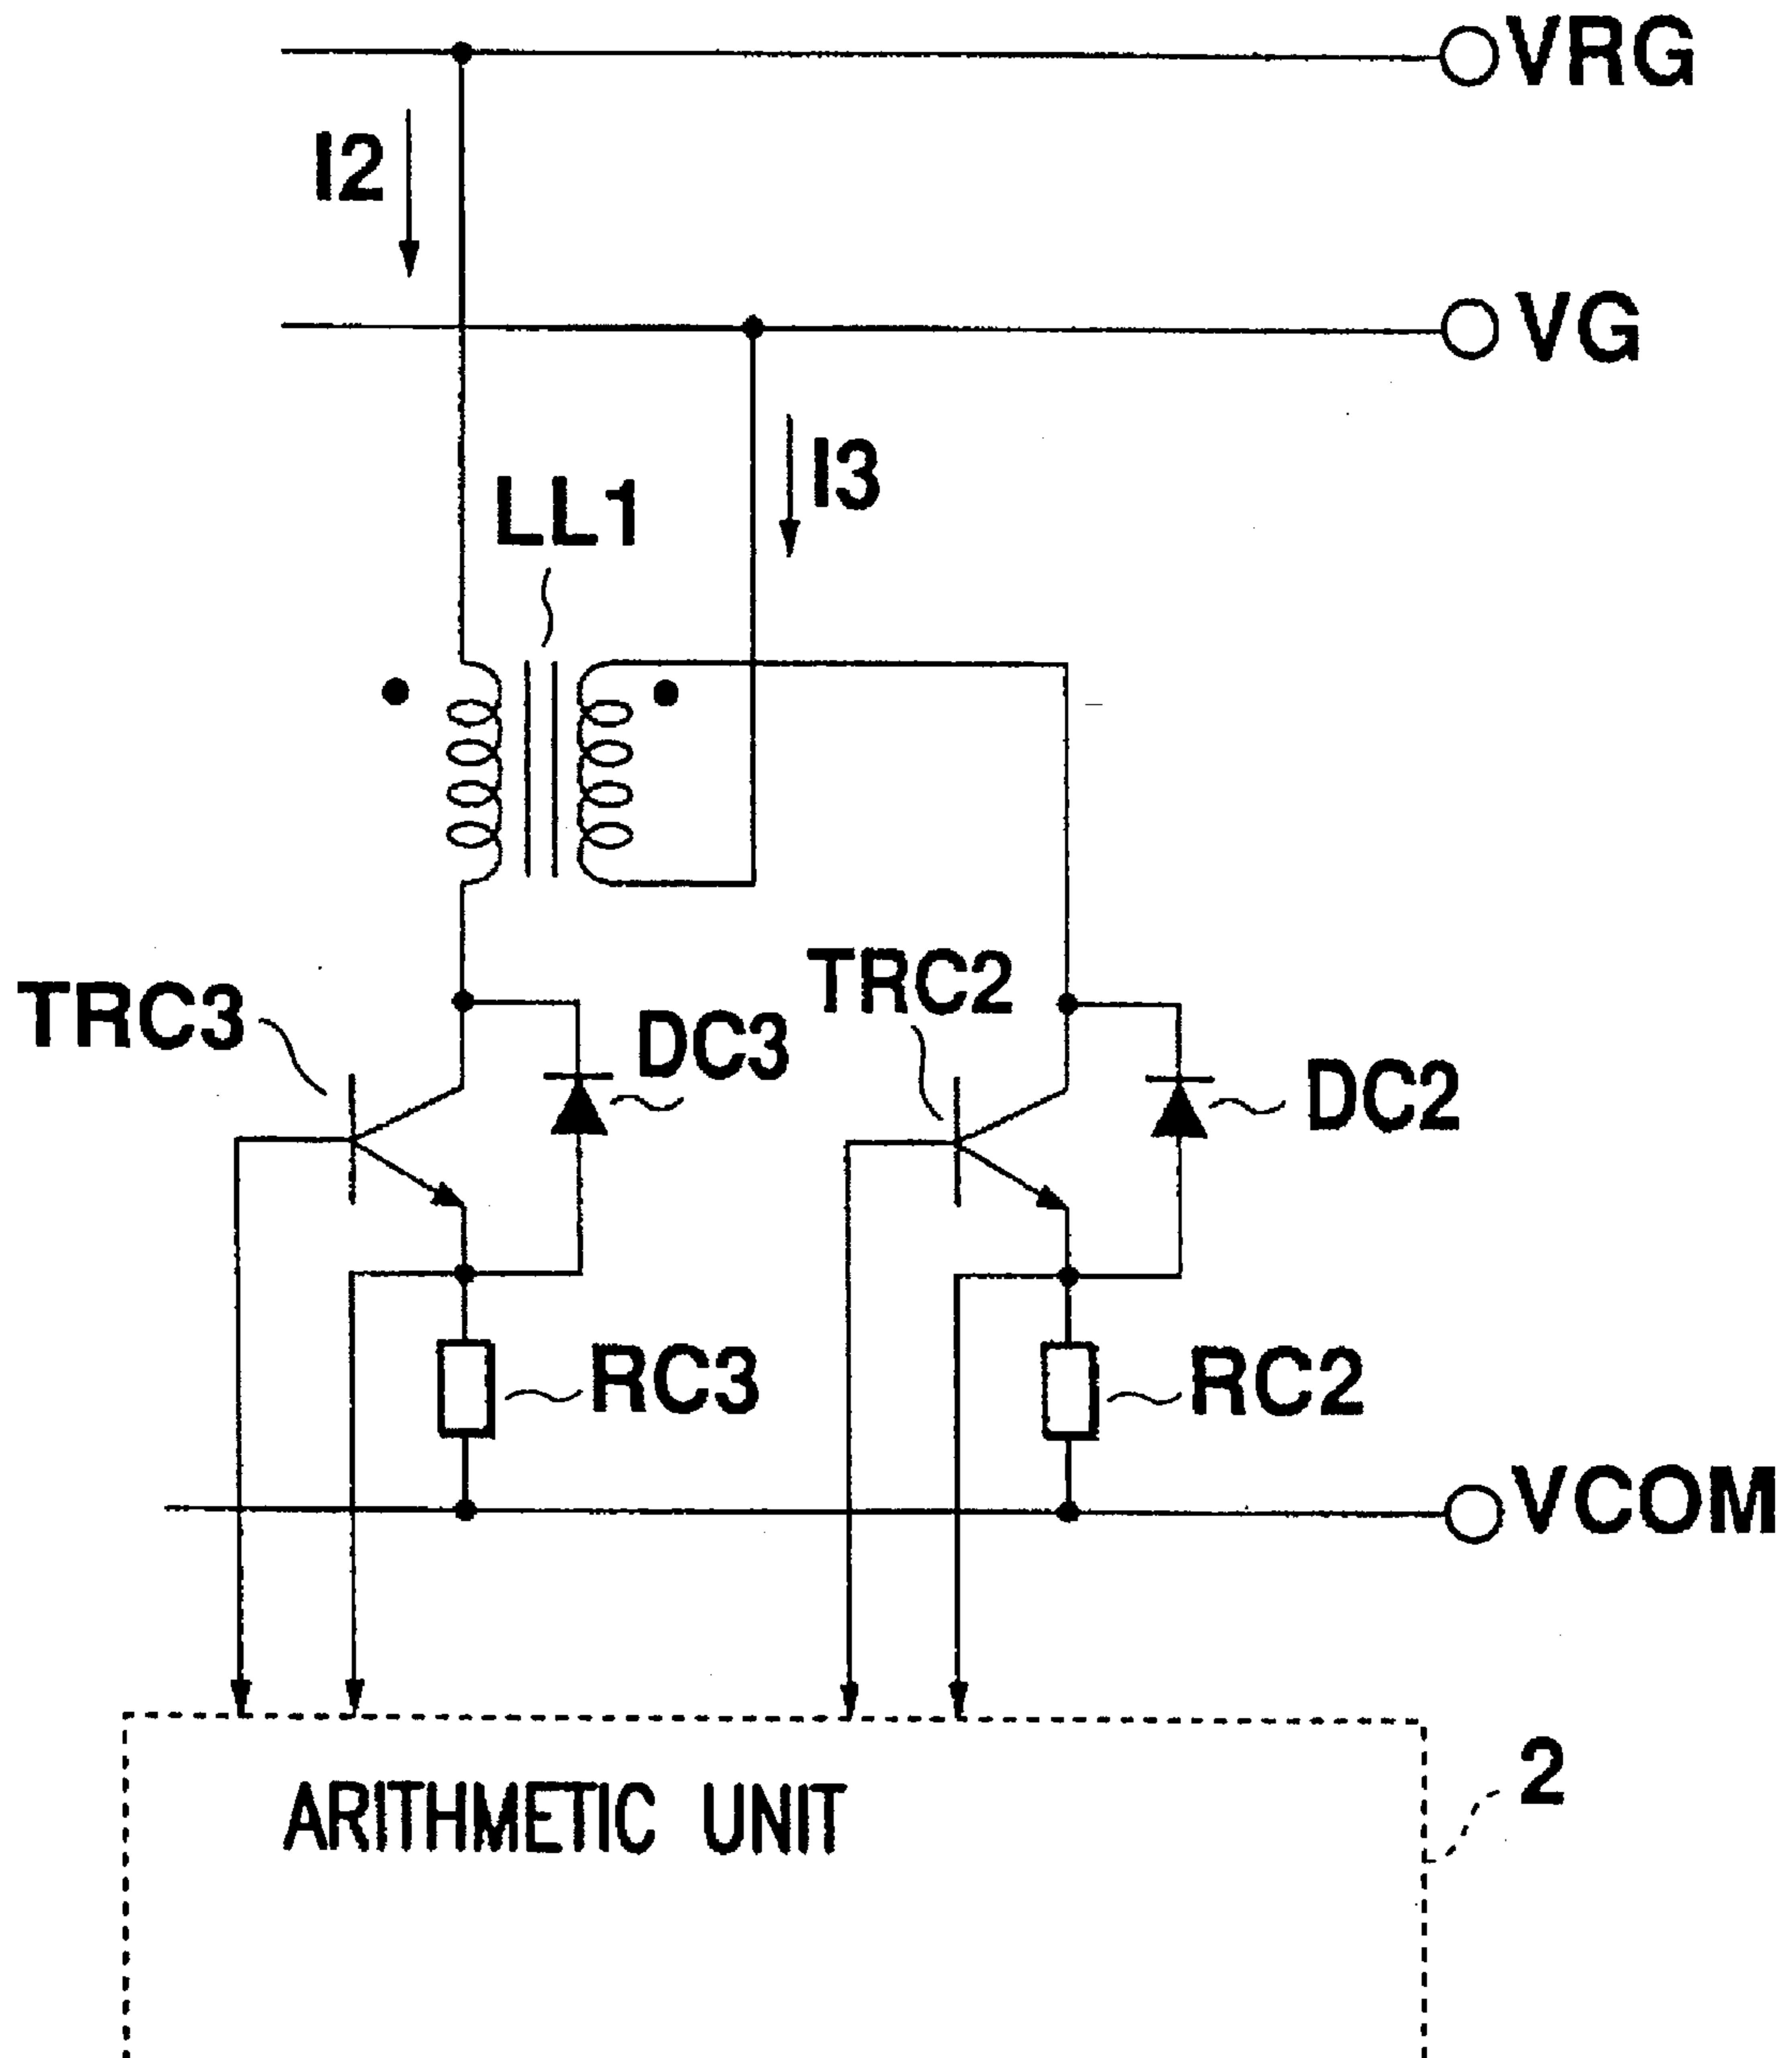 VRG
I2
VG
I3
LL1
TRC3
DC3
TRC2
DC2
RC3
RC2
VCOM
2
ARITHMETIC UNIT